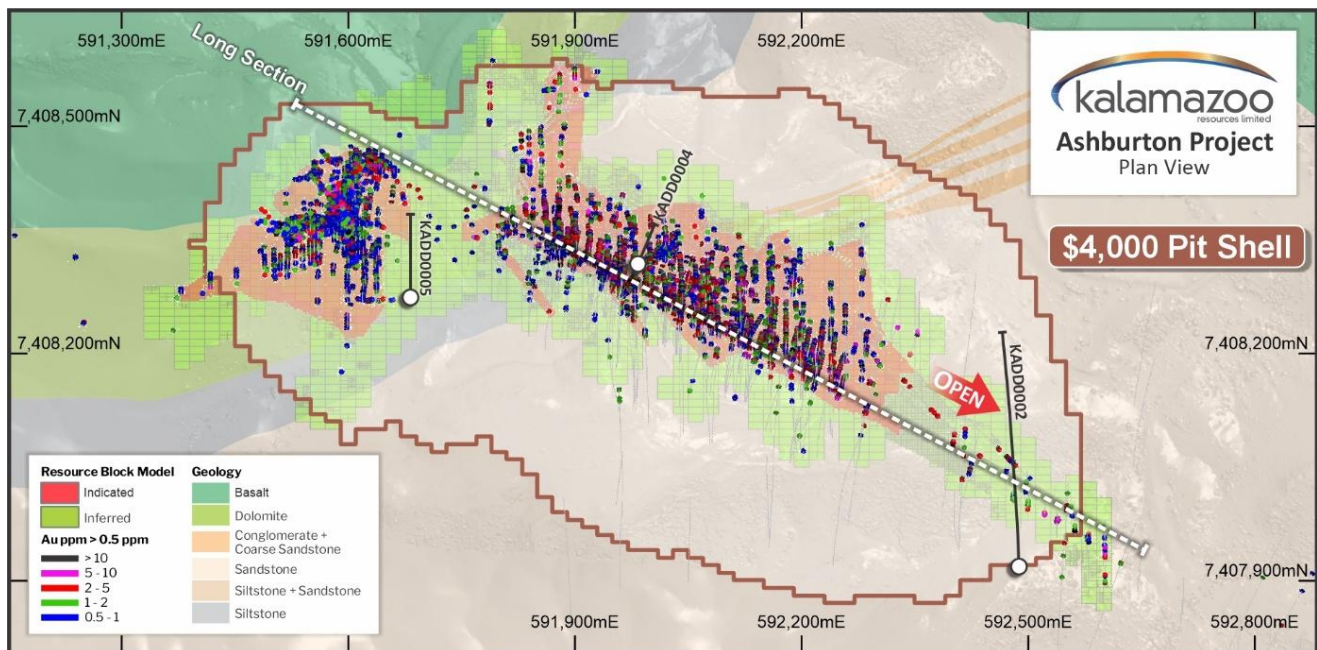 591,300mE
591,600mE
591,900mE
592,200mE
Long Section
kalamazoo
resources limited
Ashburton Project
Plan View
7,408,500mN
7,408,500mN
KADD0004
KADD0005
$4,000 Pit Shell
7,408,200mN
7,408,200mN
OPEN
KADD0002
Resource Block Model
Indicated
Inferred
Au ppm > 0.5 ppm
> 10
5 - 10
2 - 5
1 - 2
0.5 - 1
Geology
Basalt
Dolomite
Conglomerate +
Coarse Sandstone
Sandstone
Siltstone + Sandstone
Siltstone
7,407,900mN
591,900mE
592,200mE
592,500mE
592,800mE